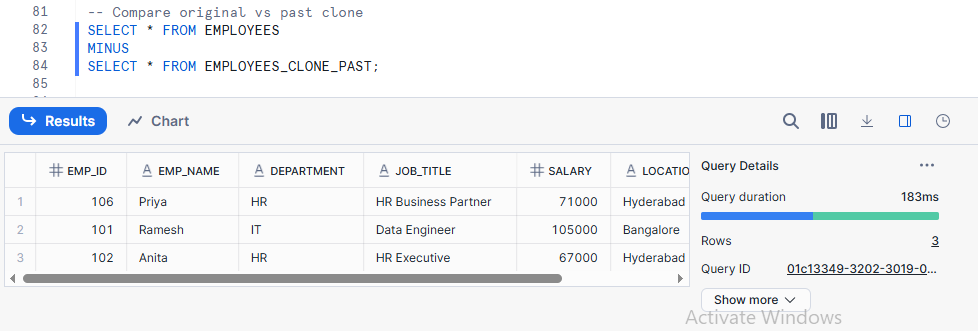 81 -- Compare original vs past clone
82 SELECT * FROM EMPLOYEES
83 MINUS
84 SELECT * FROM EMPLOYEES_CLONE_PAST;
85
Results Chart
# EMP_ID A EMP_NAME A DEPARTMENT A JOB_TITLE # SALARY A LOCATIO
1 106 Priya HR HR Business Partner 71000 Hyderabad
2 101 Ramesh IT Data Engineer 105000 Bangalore
3 102 Anita HR HR Executive 67000 Hyderabad
Query Details ...
Query duration 183ms
Rows 3
Query ID 01c13349-3202-3019-0...
Show more
Activate Windows